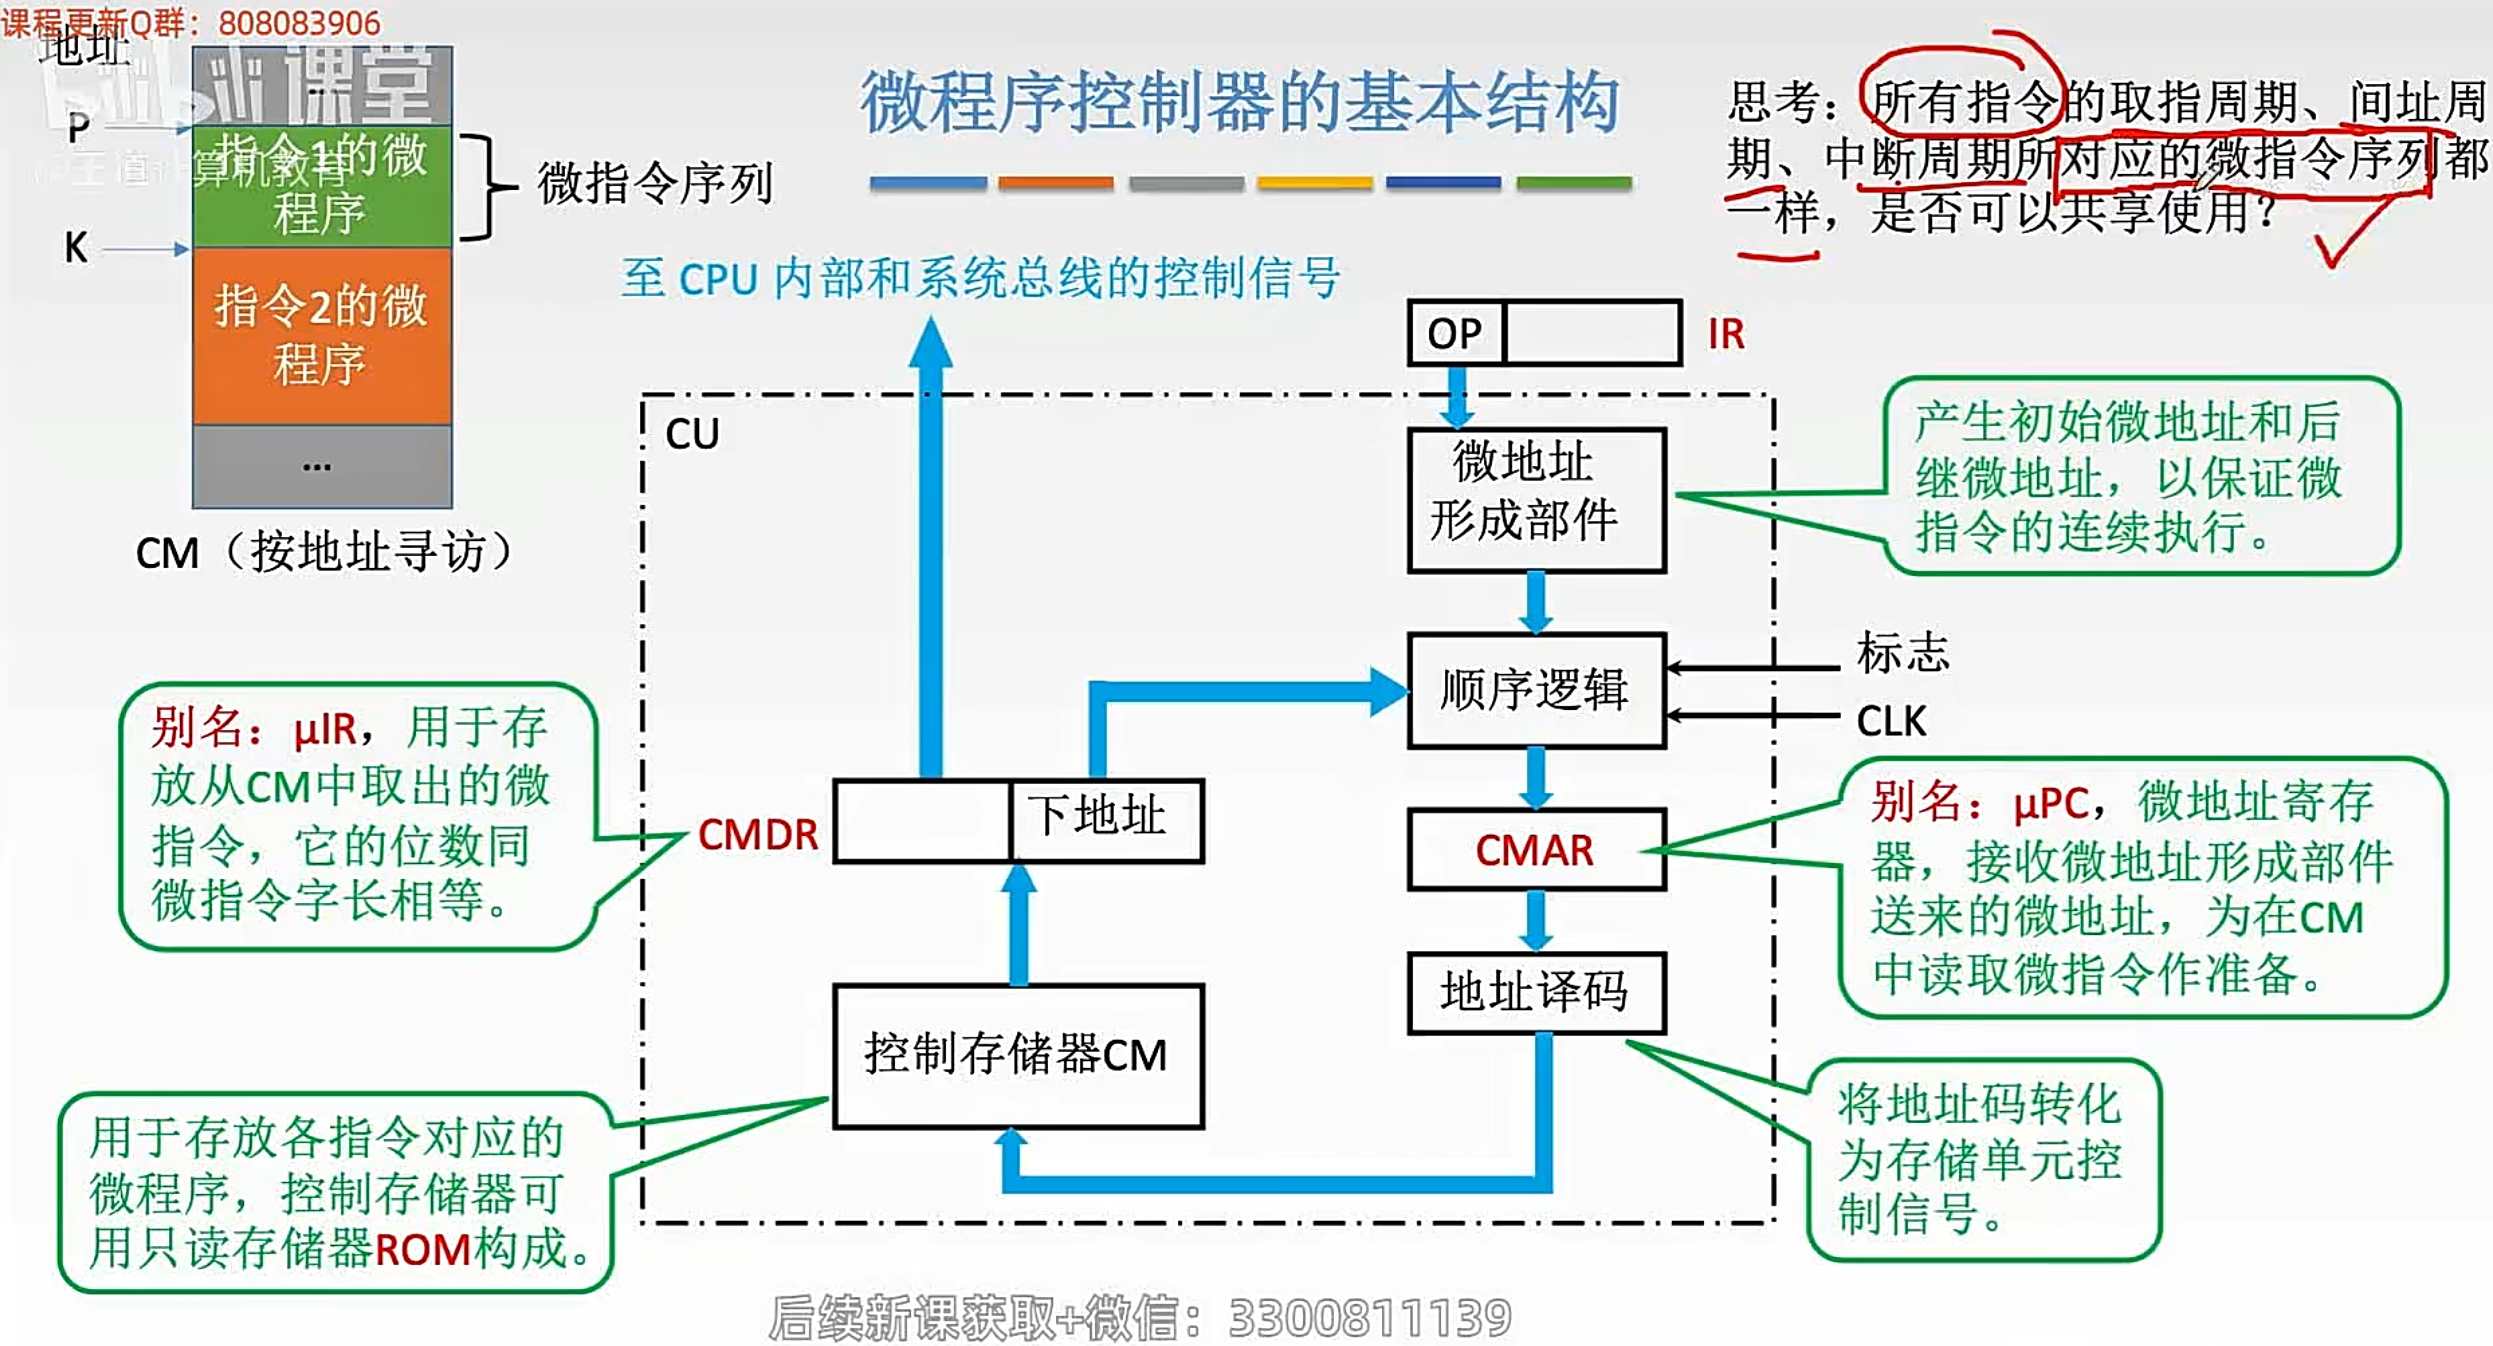 课程更新Q群：808083906
地址
课堂
...
P
指令1的微
程序
计算机教育
微指令序列
K
指令2的微
程序
...
CM（按地址寻访）
微程序控制器的基本结构
思考：所有指令的取指周期、间址周
期、中断周期所对应的微指令序列都
一样，是否可以共享使用？
至 CPU 内部和系统总线的控制信号
OP
IR
CU
微地址
形成部件
产生初始微地址和后
继微地址，以保证微
指令的连续执行。
顺序逻辑
标志
CLK
别名：μIR，用于存
放从CM中取出的微
指令，它的位数同
微指令字长相等。
CMDR
下地址
CMAR
别名：μPC，微地址寄存
器，接收微地址形成部件
送来的微地址，为在CM
中读取微指令作准备。
地址译码
控制存储器CM
用于存放各指令对应的
微程序，控制存储器可
用只读存储器ROM构成。
将地址码转化
为存储单元控
制信号。
后续新课获取+微信：3300811139